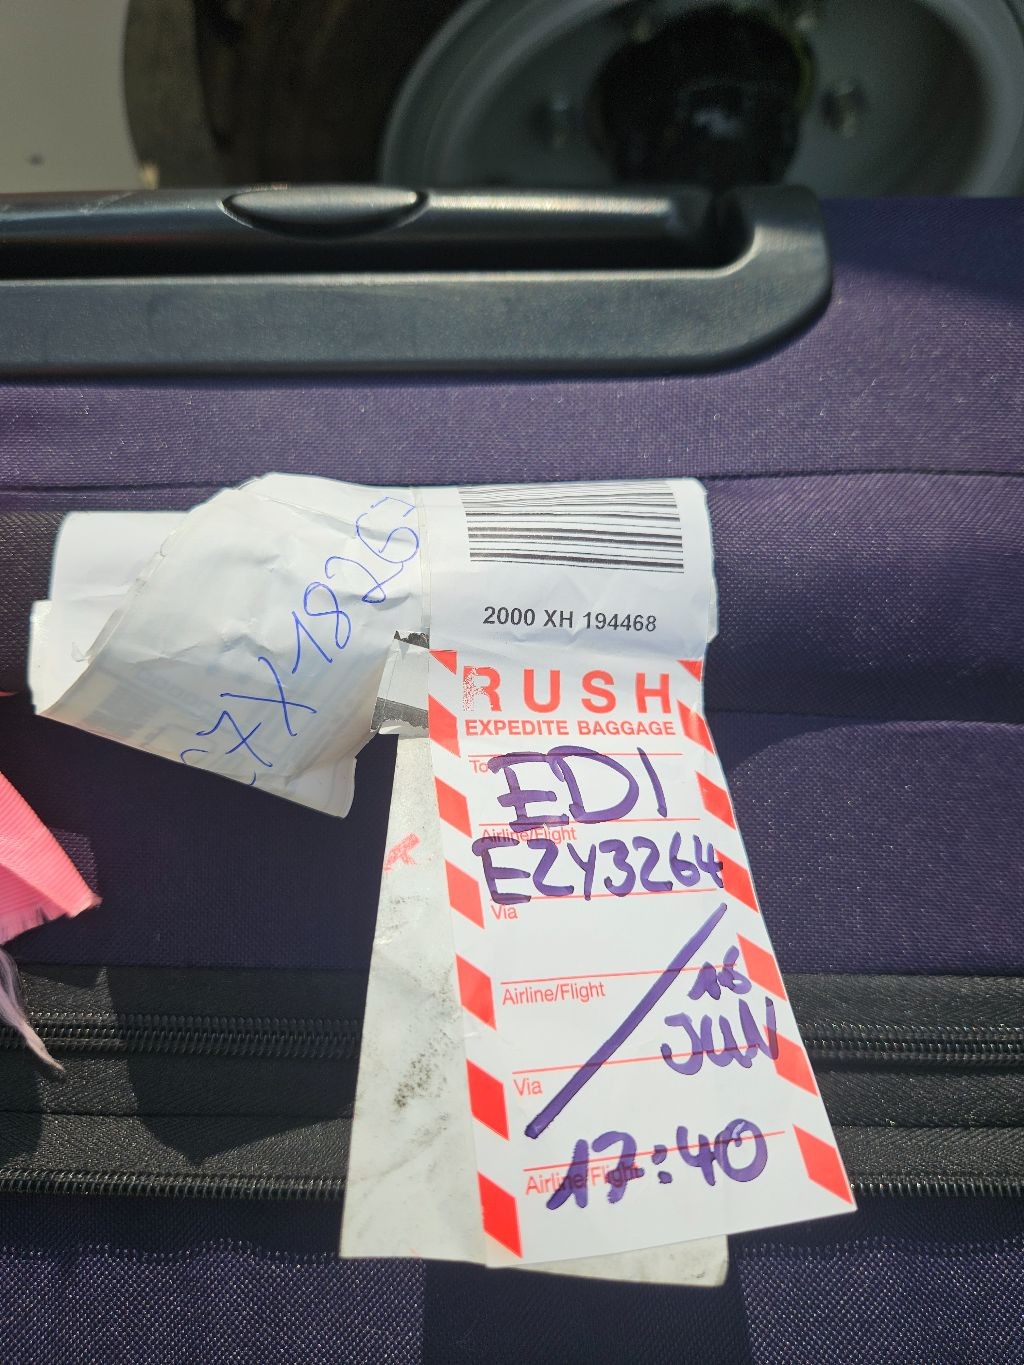 2000 XH 194468
RUSH
EXPEDITE BAGGAGE
To
EDI
Airline/Flight
EZY3264
Via
Airline/Flight
15
JUN
Via
17:40
Airline/Flight